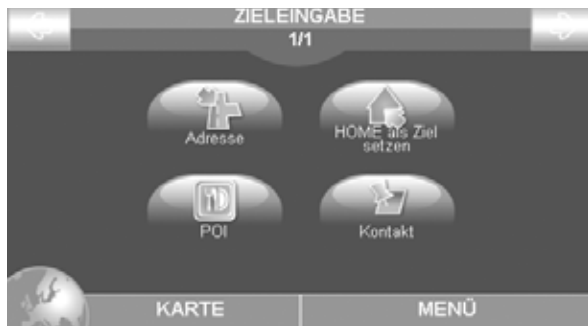 ZIELEINGABE
1/1
Adresse
HOME als Ziel
setzen
POI
Kontakt
KARTE
MENÜ